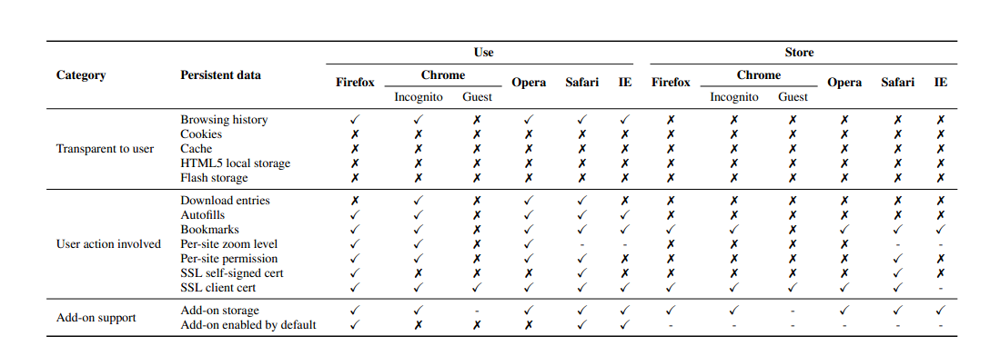 Use Store
Category Persistent data Firefox Chrome Opera Safari IE Firefox Chrome Opera Safari IE
Incognito Guest Incognito Guest
Browsing history ✓ ✓ ✗ ✓ ✓ ✓ ✗ ✗ ✗ ✗ ✗ ✗
Cookies ✗ ✗ ✗ ✗ ✗ ✗ ✗ ✗ ✗ ✗ ✗ ✗
Transparent to user Cache ✗ ✗ ✗ ✗ ✗ ✗ ✗ ✗ ✗ ✗ ✗ ✗
HTML5 local storage ✗ ✗ ✗ ✗ ✗ ✗ ✗ ✗ ✗ ✗ ✗ ✗
Flash storage ✗ ✗ ✗ ✗ ✗ ✗ ✗ ✗ ✗ ✗ ✗ ✗
Download entries ✗ ✓ ✗ ✓ ✓ ✗ ✗ ✗ ✗ ✗ ✗ ✗
Autofills ✓ ✓ ✗ ✓ ✓ ✓ ✗ ✗ ✗ ✗ ✗ ✗
Bookmarks ✓ ✓ ✗ ✓ ✓ ✓ ✓ ✓ ✗ ✓ ✓ ✓
User action involved Per-site zoom level ✓ ✓ ✗ ✓ - - ✗ ✗ ✗ ✗ - -
Per-site permission ✓ ✓ ✗ ✓ ✓ ✗ ✗ ✗ ✗ ✗ ✓ ✗
SSL self-signed cert ✓ ✗ ✗ ✗ ✓ ✗ ✗ ✗ ✗ ✗ ✓ ✗
SSL client cert ✓ ✓ ✓ ✓ ✓ ✓ ✓ ✓ ✓ ✓ ✓ -
Add-on support Add-on storage ✓ ✓ - ✓ ✓ ✓ ✓ ✓ - ✓ ✓ ✓
Add-on enabled by default ✓ ✗ ✗ ✗ ✓ ✓ - - - - - -